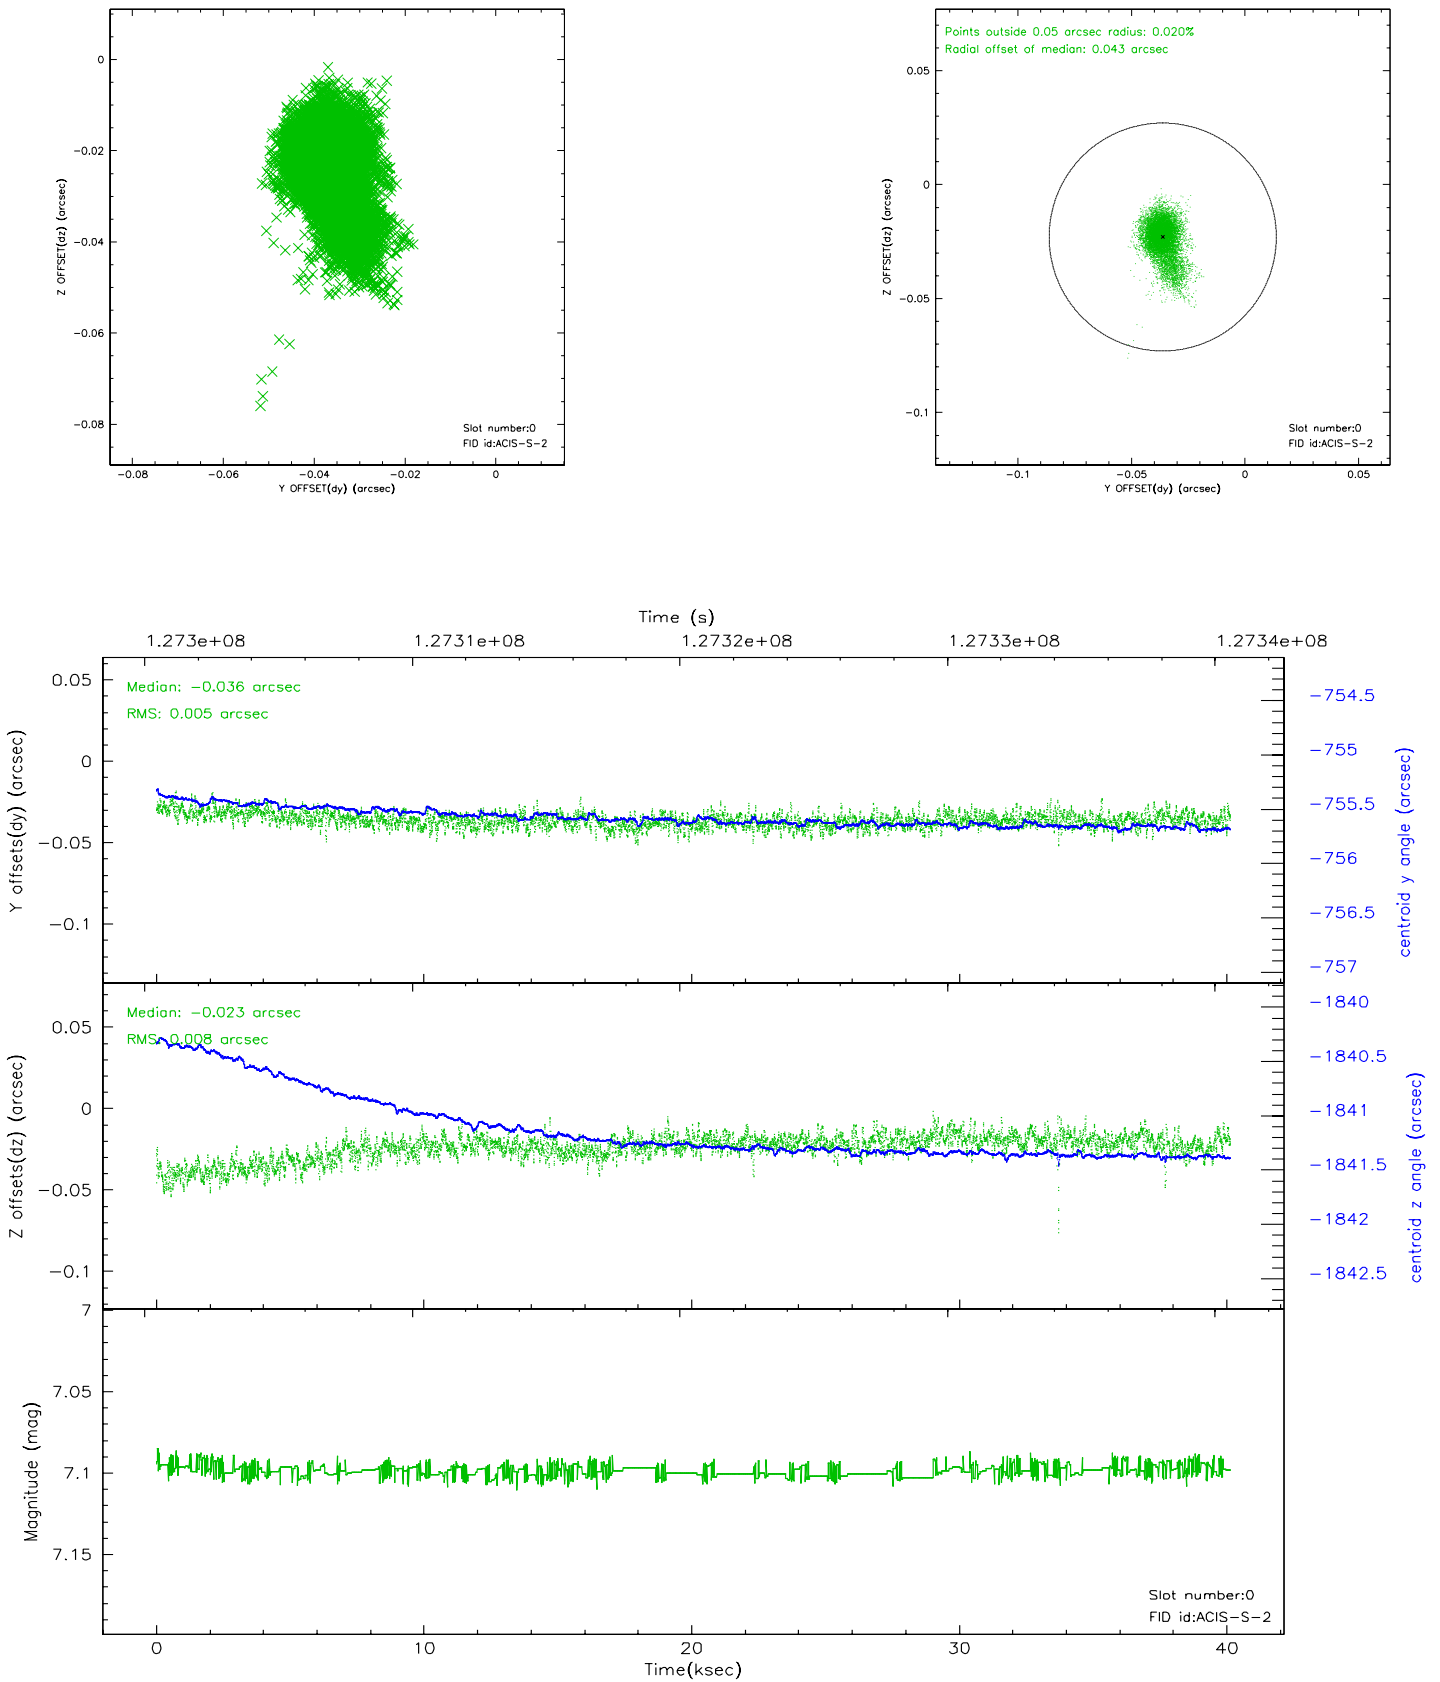 0
−0.02
−0.04
−0.06
−0.08
Z OFFSET(dz) (arcsec)
Slot number:0
FID id:ACIS−S−2
−0.08 −0.06 −0.04 −0.02 0
Y OFFSET(dy) (arcsec)
Points outside 0.05 arcsec radius: 0.020%
Radial offset of median: 0.043 arcsec
0.05
0
−0.05
−0.1
Z OFFSET(dz) (arcsec)
Slot number:0
FID id:ACIS−S−2
−0.1 −0.05 0 0.05
Y OFFSET(dy) (arcsec)
Time (s)
1.273e+08 1.2731e+08 1.2732e+08 1.2733e+08 1.2734e+08
Median: −0.036 arcsec
RMS: 0.005 arcsec
0.05
0
−0.05
−0.1
Y offsets(dy) (arcsec)
−754.5
−755
−755.5
−756
−756.5
−757
centroid y angle (arcsec)
Median: −0.023 arcsec
RMS: 0.008 arcsec
0.05
0
−0.05
−0.1
Z offsets(dz) (arcsec)
−1840
−1840.5
−1841
−1841.5
−1842
−1842.5
centroid z angle (arcsec)
7
7.05
7.1
7.15
Magnitude (mag)
Slot number:0
FID id:ACIS−S−2
0 10 20 30 40
Time(ksec)